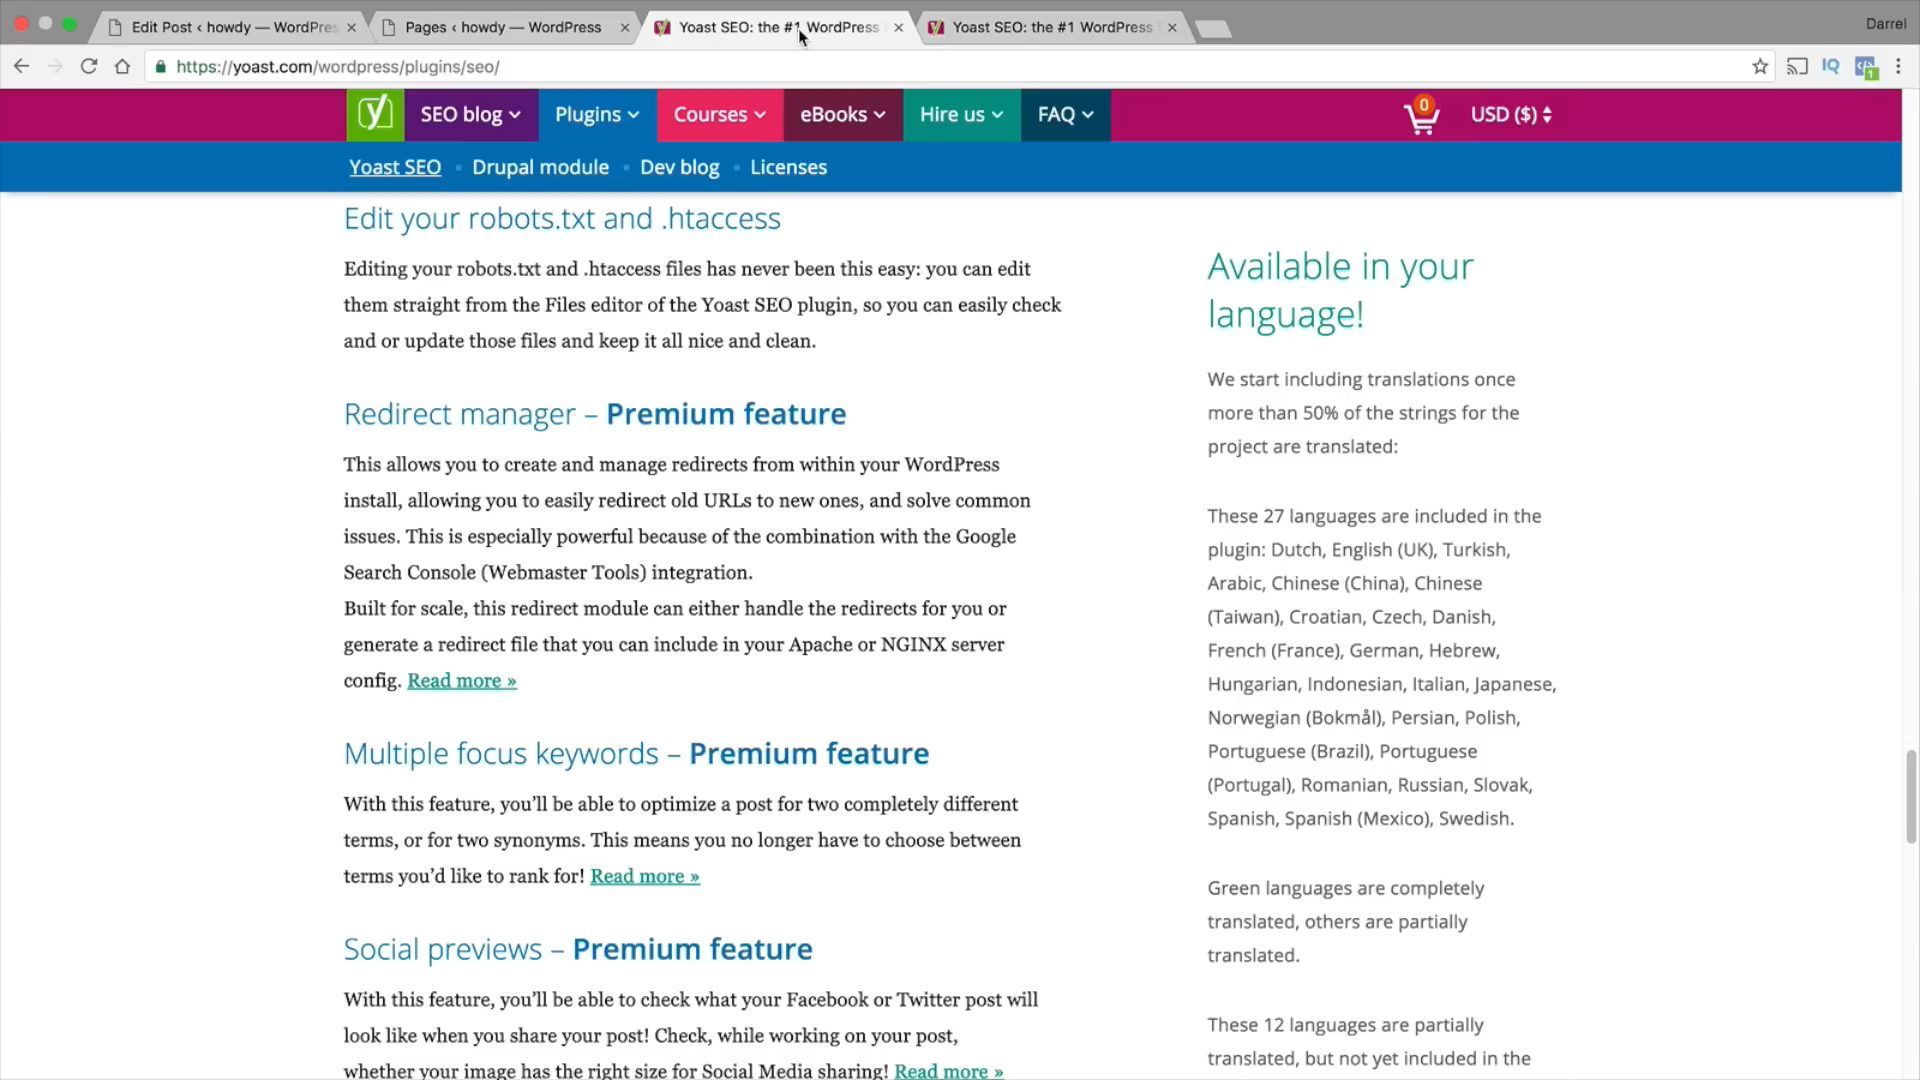 Edit Post ‹ howdy — WordPres
Pages ‹ howdy — WordPress
Yoast SEO: the #1 WordPress
Yoast SEO: the #1 WordPress
Darrel
https://yoast.com/wordpress/plugins/seo/
IQ
1
y
SEO blog
Plugins
Courses
eBooks
Hire us
FAQ
0
USD ($)
Yoast SEO • Drupal module • Dev blog • Licenses
Edit your robots.txt and .htaccess
Editing your robots.txt and .htaccess files has never been this easy: you can edit
them straight from the Files editor of the Yoast SEO plugin, so you can easily check
and or update those files and keep it all nice and clean.
Redirect manager – Premium feature
This allows you to create and manage redirects from within your WordPress
install, allowing you to easily redirect old URLs to new ones, and solve common
issues. This is especially powerful because of the combination with the Google
Search Console (Webmaster Tools) integration.
Built for scale, this redirect module can either handle the redirects for you or
generate a redirect file that you can include in your Apache or NGINX server
config. Read more »
Multiple focus keywords – Premium feature
With this feature, you’ll be able to optimize a post for two completely different
terms, or for two synonyms. This means you no longer have to choose between
terms you’d like to rank for! Read more »
Social previews – Premium feature
With this feature, you’ll be able to check what your Facebook or Twitter post will
look like when you share your post! Check, while working on your post,
whether your image has the right size for Social Media sharing! Read more »
Available in your
language!
We start including translations once
more than 50% of the strings for the
project are translated:
These 27 languages are included in the
plugin: Dutch, English (UK), Turkish,
Arabic, Chinese (China), Chinese
(Taiwan), Croatian, Czech, Danish,
French (France), German, Hebrew,
Hungarian, Indonesian, Italian, Japanese,
Norwegian (Bokmål), Persian, Polish,
Portuguese (Brazil), Portuguese
(Portugal), Romanian, Russian, Slovak,
Spanish, Spanish (Mexico), Swedish.
Green languages are completely
translated, others are partially
translated.
These 12 languages are partially
translated, but not yet included in the